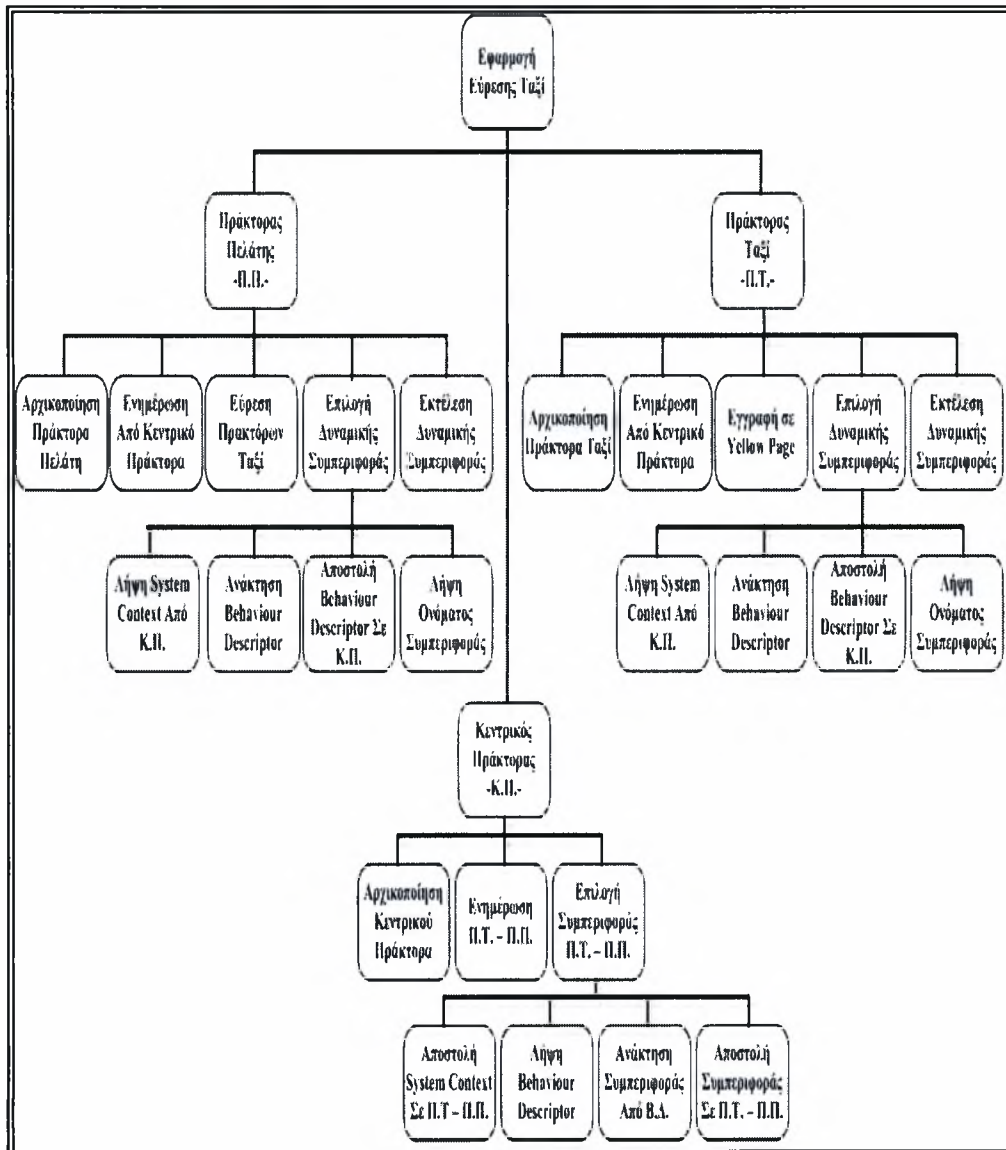 Εφαρμογή
Εύρεσης Ταξί
Πράκτορας
Πελάτης
-Π.Π.-
Πράκτορας
Ταξί
-Π.Τ.-
Αρχικοποίηση
Πράκτορα
Πελάτη
Ενημέρωση
Από Κεντρικό
Πράκτορα
Εύρεση
Πρακτόρων
Ταξί
Επιλογή
Δυναμικής
Συμπεριφοράς
Εκτέλεση
Δυναμικής
Συμπεριφοράς
Αρχικοποίηση
Πράκτορα Ταξί
Ενημέρωση
Από Κεντρικό
Πράκτορα
Εγγραφή σε
Yellow Page
Επιλογή
Δυναμικής
Συμπεριφοράς
Εκτέλεση
Δυναμικής
Συμπεριφοράς
Λήψη System
Context Από
Κ.Π.
Ανάκτηση
Behaviour
Descriptor
Αποστολή
Behaviour
Descriptor Σε
Κ.Π.
Λήψη
Ονόματος
Συμπεριφοράς
Λήψη System
Context Από
Κ.Π.
Ανάκτηση
Behaviour
Descriptor
Αποστολή
Behaviour
Descriptor Σε
Κ.Π.
Λήψη
Ονόματος
Συμπεριφοράς
Κεντρικός
Πράκτορας
-Κ.Π.-
Αρχικοποίηση
Κεντρικού
Πράκτορα
Ενημέρωση
Π.Τ. – Π.Π.
Επιλογή
Συμπεριφοράς
Π.Τ. – Π.Π.
Αποστολή
System Context
Σε Π.Τ – Π.Π.
Λήψη
Behaviour
Descriptor
Ανάκτηση
Συμπεριφοράς
Από Β.Δ.
Αποστολή
Συμπεριφοράς
Σε Π.Τ. – Π.Π.